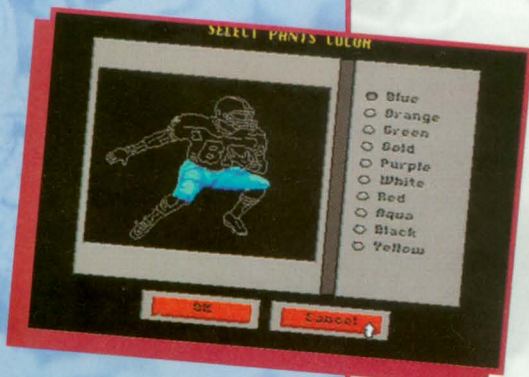 SELECT PANTS COLOR
Blue
Orange
Green
Gold
Purple
White
Red
Aqua
Black
Yellow
OK
Cancel